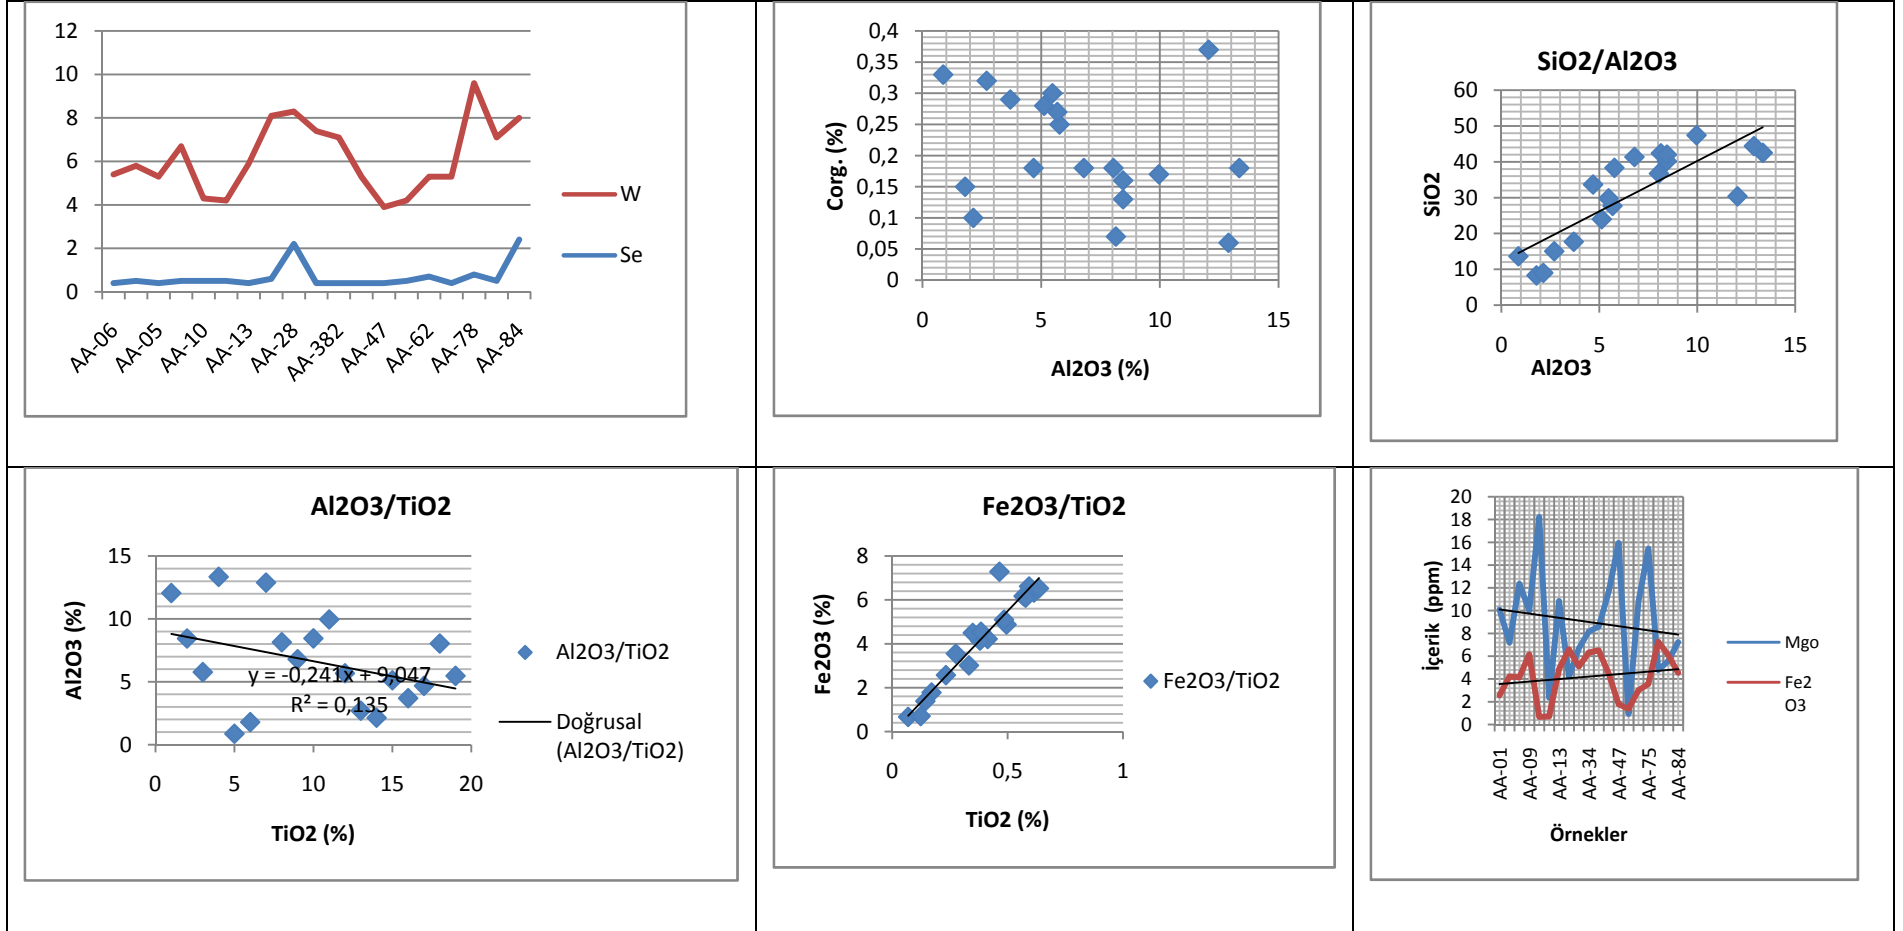 12
10
8
6
4
2
0
AA-06
AA-05
AA-10
AA-13
AA-28
AA-382
AA-47
AA-62
AA-78
AA-84
W
Se
0,4
0,35
0,3
0,25
0,2
0,15
0,1
0,05
0
Corg. (%)
0 5 10 15
Al2O3 (%)
SiO2/Al2O3
60
50
40
30
20
10
0
SiO2
0 5 10 15
Al2O3
Al2O3/TiO2
15
10
5
0
Al2O3 (%)
y = -0,241x + 9,047
R² = 0,135
0 5 10 15 20
TiO2 (%)
Al2O3/TiO2
Doğrusal
(Al2O3/TiO2)
Fe2O3/TiO2
8
6
4
2
0
Fe2O3 (%)
0 0,5 1
TiO2 (%)
Fe2O3/TiO2
20
18
16
14
12
10
8
6
4
2
0
İçerik (ppm)
AA-01
AA-09
AA-13
AA-34
AA-47
AA-75
AA-84
Örnekler
Mgo
Fe2
O3